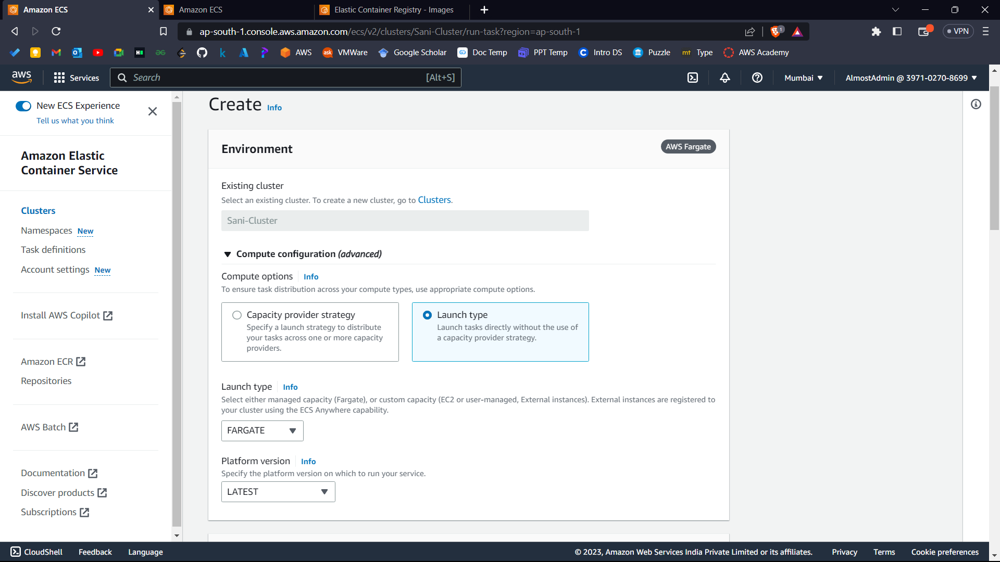 Amazon ECS
Amazon ECS
Elastic Container Registry - Images
ap-south-1.console.aws.amazon.com/ecs/v2/clusters/Sani-Cluster/run-task?region=ap-south-1
1
VPN
AWS
VMWare
Google Scholar
Doc Temp
PPT Temp
Intro DS
Puzzle
mt Type
AWS Academy
aws
Services
Search
[Alt+S]
Mumbai
AlmostAdmin @ 3971-0270-8699
New ECS Experience
Tell us what you think
Amazon Elastic
Container Service
Clusters
Namespaces New
Task definitions
Account settings New
Install AWS Copilot
Amazon ECR
Repositories
AWS Batch
Documentation
Discover products
Subscriptions
Create Info
Environment
AWS Fargate
Existing cluster
Select an existing cluster. To create a new cluster, go to Clusters.
Sani-Cluster
Compute configuration (advanced)
Compute options Info
To ensure task distribution across your compute types, use appropriate compute options.
Capacity provider strategy
Specify a launch strategy to distribute
your tasks across one or more capacity
providers.
Launch type
Launch tasks directly without the use of
a capacity provider strategy.
Launch type Info
Select either managed capacity (Fargate), or custom capacity (EC2 or user-managed, External instances). External instances are registered to
your cluster using the ECS Anywhere capability.
FARGATE
Platform version Info
Specify the platform version on which to run your service.
LATEST
CloudShell
Feedback
Language
© 2023, Amazon Web Services India Private Limited or its affiliates.
Privacy
Terms
Cookie preferences